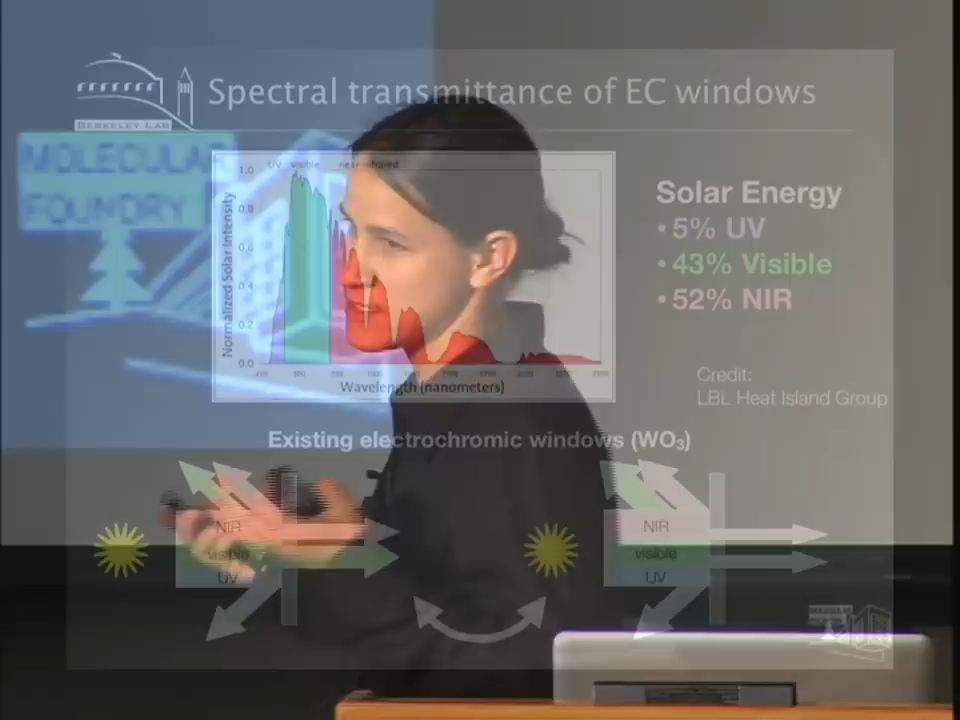 Spectral transmittance of EC windows
BERKELEY LAB
MOLECULAR
FOUNDRY
UV visible near-infrared
1.0
0.8
0.6
0.4
0.2
0.0
Normalized Solar Intensity
Wavelength (nanometers)
Solar Energy
• 5% UV
• 43% Visible
• 52% NIR
Credit:
LBL Heat Island Group
Existing electrochromic windows (WO₃)
NIR
visible
UV
NIR
visible
UV